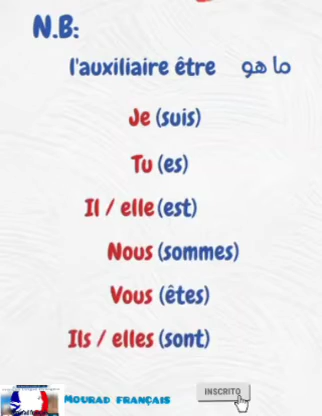 N.B:
l'auxiliaire être ما هو
Je (suis)
Tu (es)
Il / elle (est)
Nous (sommes)
Vous (êtes)
Ils / elles (sont)
MOURAD FRANÇAIS
INSCRITO